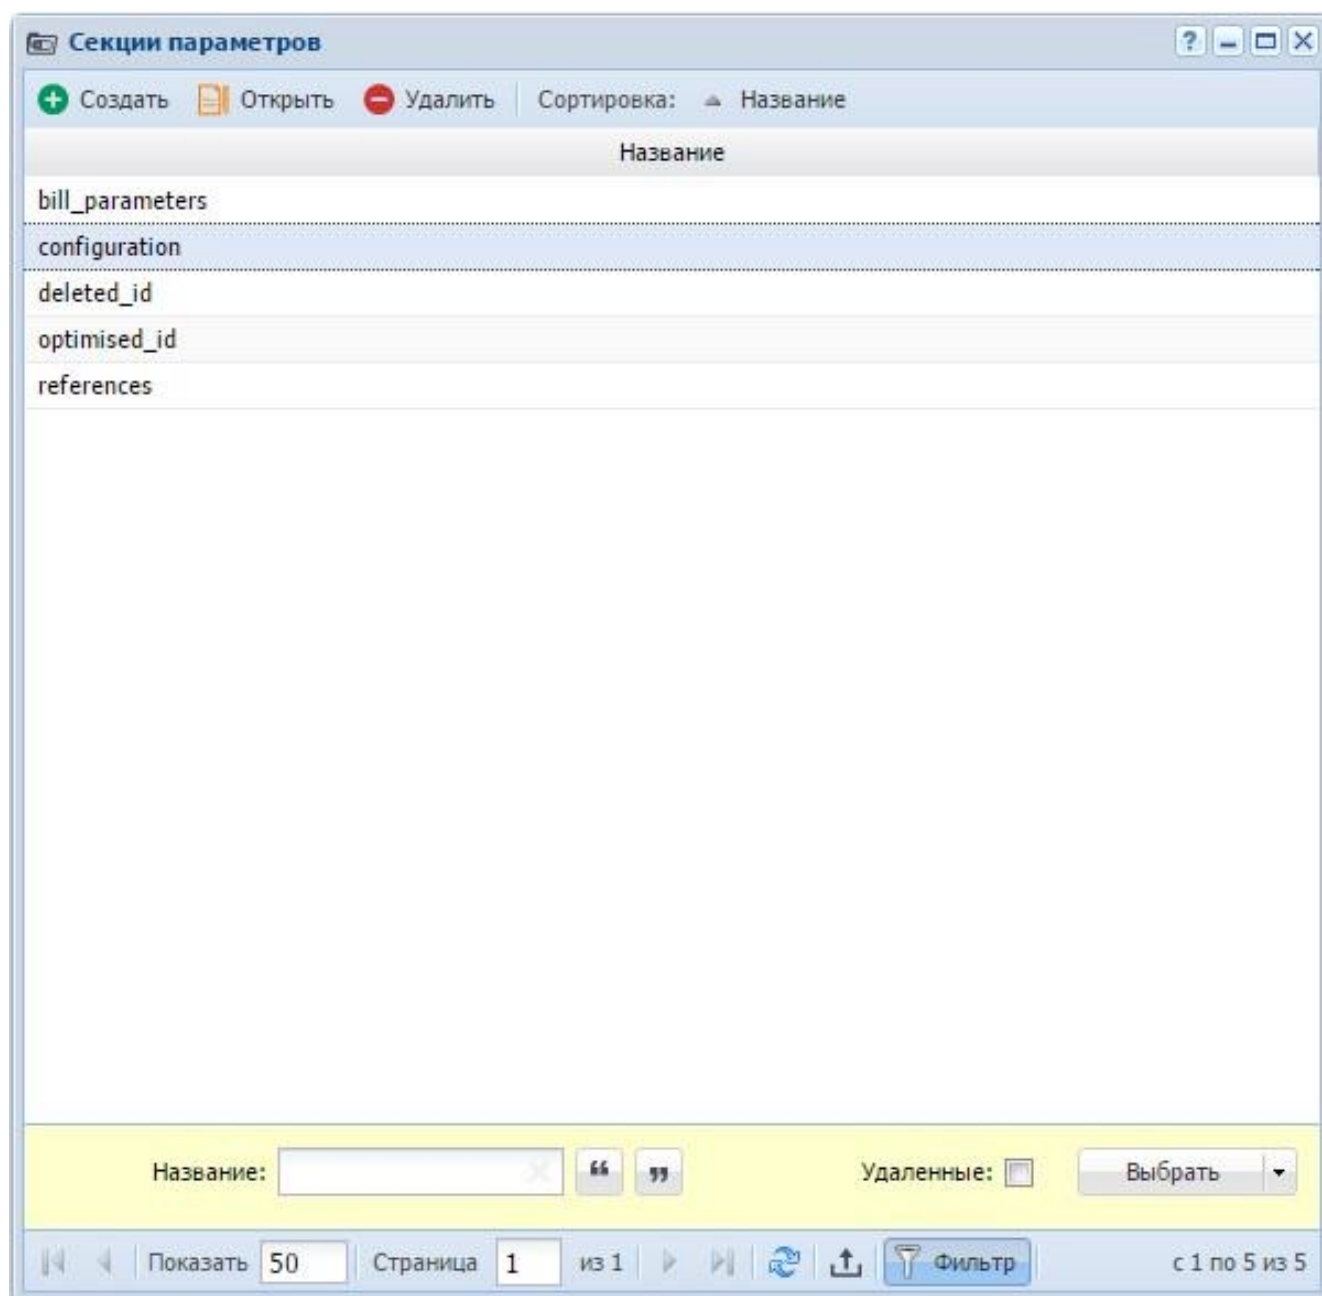 Секции параметров ?
Создать Открыть Удалить Сортировка: Название
Название
bill_parameters
configuration
deleted_id
optimised_id
references
Название: “ ” Удаленные: Выбрать
Показать 50 Страница 1 из 1 Фильтр с 1 по 5 из 5